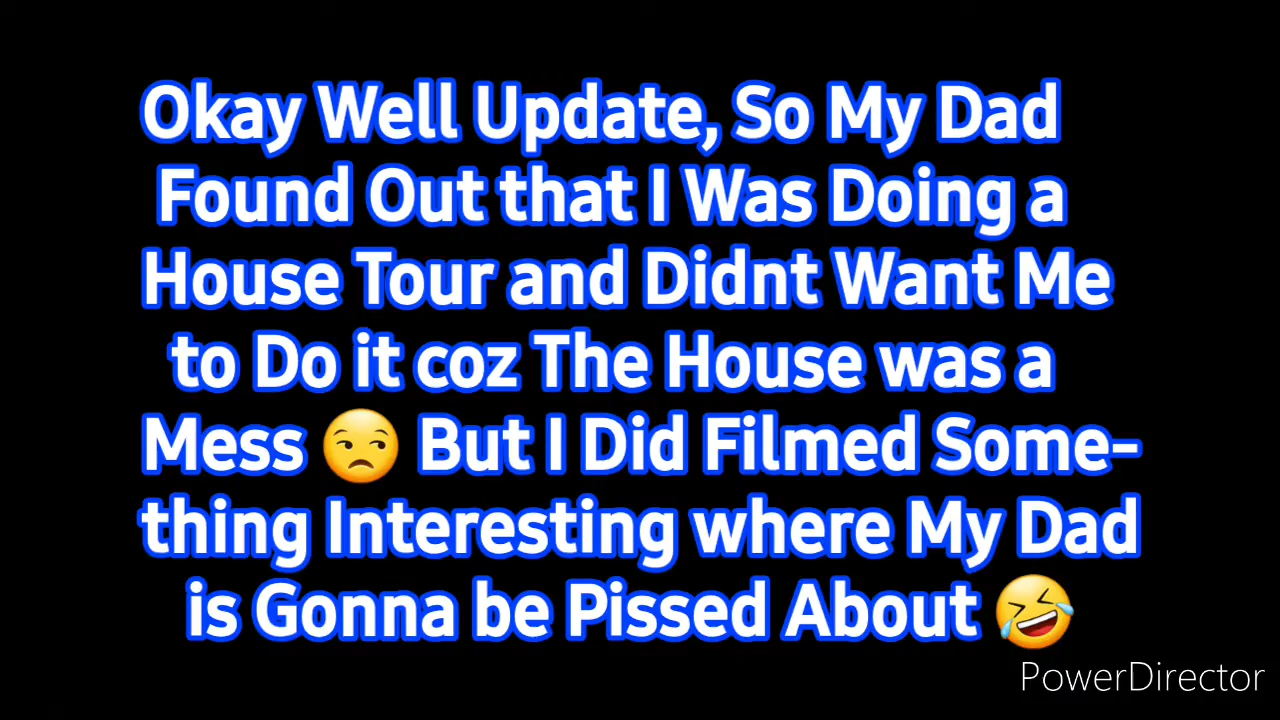 Okay Well Update, So My Dad
Found Out that I Was Doing a
House Tour and Didnt Want Me
to Do it coz The House was a
Mess 😒 But I Did Filmed Some-
thing Interesting where My Dad
is Gonna be Pissed About 🤣
PowerDirector